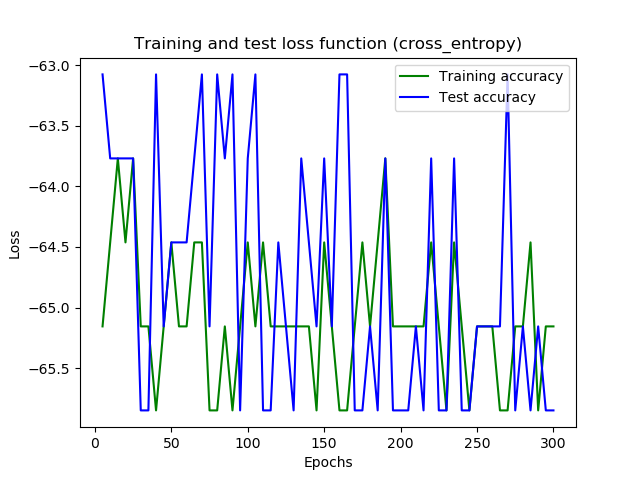 Training and test loss function (cross_entropy)
Training accuracy
Test accuracy
−63.0
−63.5
−64.0
−64.5
−65.0
−65.5
Loss
0
50
100
150
200
250
300
Epochs